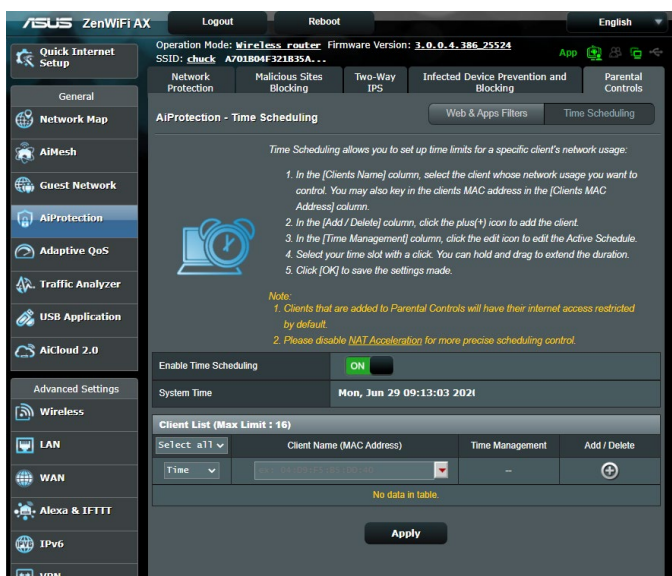 ASUS ZenWiFi AX Logout Reboot English
Quick Internet Setup
Operation Mode: Wireless router Firmware Version: 3.0.0.4.386_25524
SSID: chuck A701B04F321B35A... App
General
Network Map
AiMesh
Guest Network
AiProtection
Adaptive QoS
Traffic Analyzer
USB Application
AiCloud 2.0
Advanced Settings
Wireless
LAN
WAN
Alexa & IFTTT
IPv6
VPN
Network Protection
Malicious Sites Blocking
Two-Way IPS
Infected Device Prevention and Blocking
Parental Controls
AiProtection - Time Scheduling
Web & Apps Filters Time Scheduling
Time Scheduling allows you to set up time limits for a specific client's network usage:
1. In the [Clients Name] column, select the client whose network usage you want to
control. You may also key in the clients MAC address in the [Clients MAC
Address] column.
2. In the [Add / Delete] column, click the plus(+) icon to add the client.
3. In the [Time Management] column, click the edit icon to edit the Active Schedule.
4. Select your time slot with a click. You can hold and drag to extend the duration.
5. Click [OK] to save the settings made.
Note:
1. Clients that are added to Parental Controls will have their internet access restricted
by default.
2. Please disable NAT Acceleration for more precise scheduling control.
Enable Time Scheduling ON
System Time Mon, Jun 29 09:13:03 202
Client List (Max Limit : 16)
Select all Client Name (MAC Address) Time Management Add / Delete
Time --
No data in table.
Apply